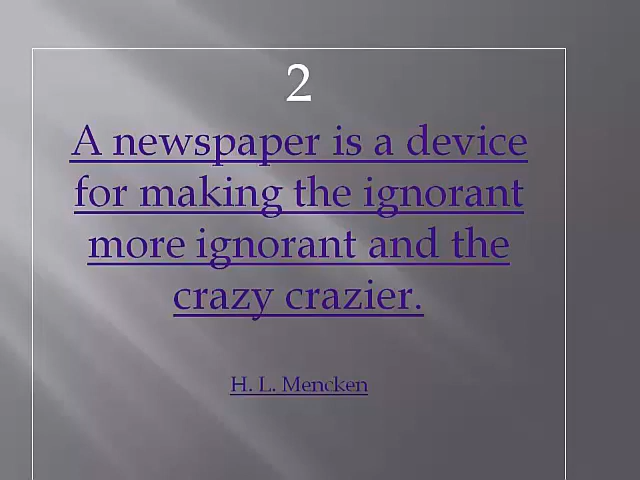 2
A newspaper is a device
for making the ignorant
more ignorant and the
crazy crazier.
H. L. Mencken